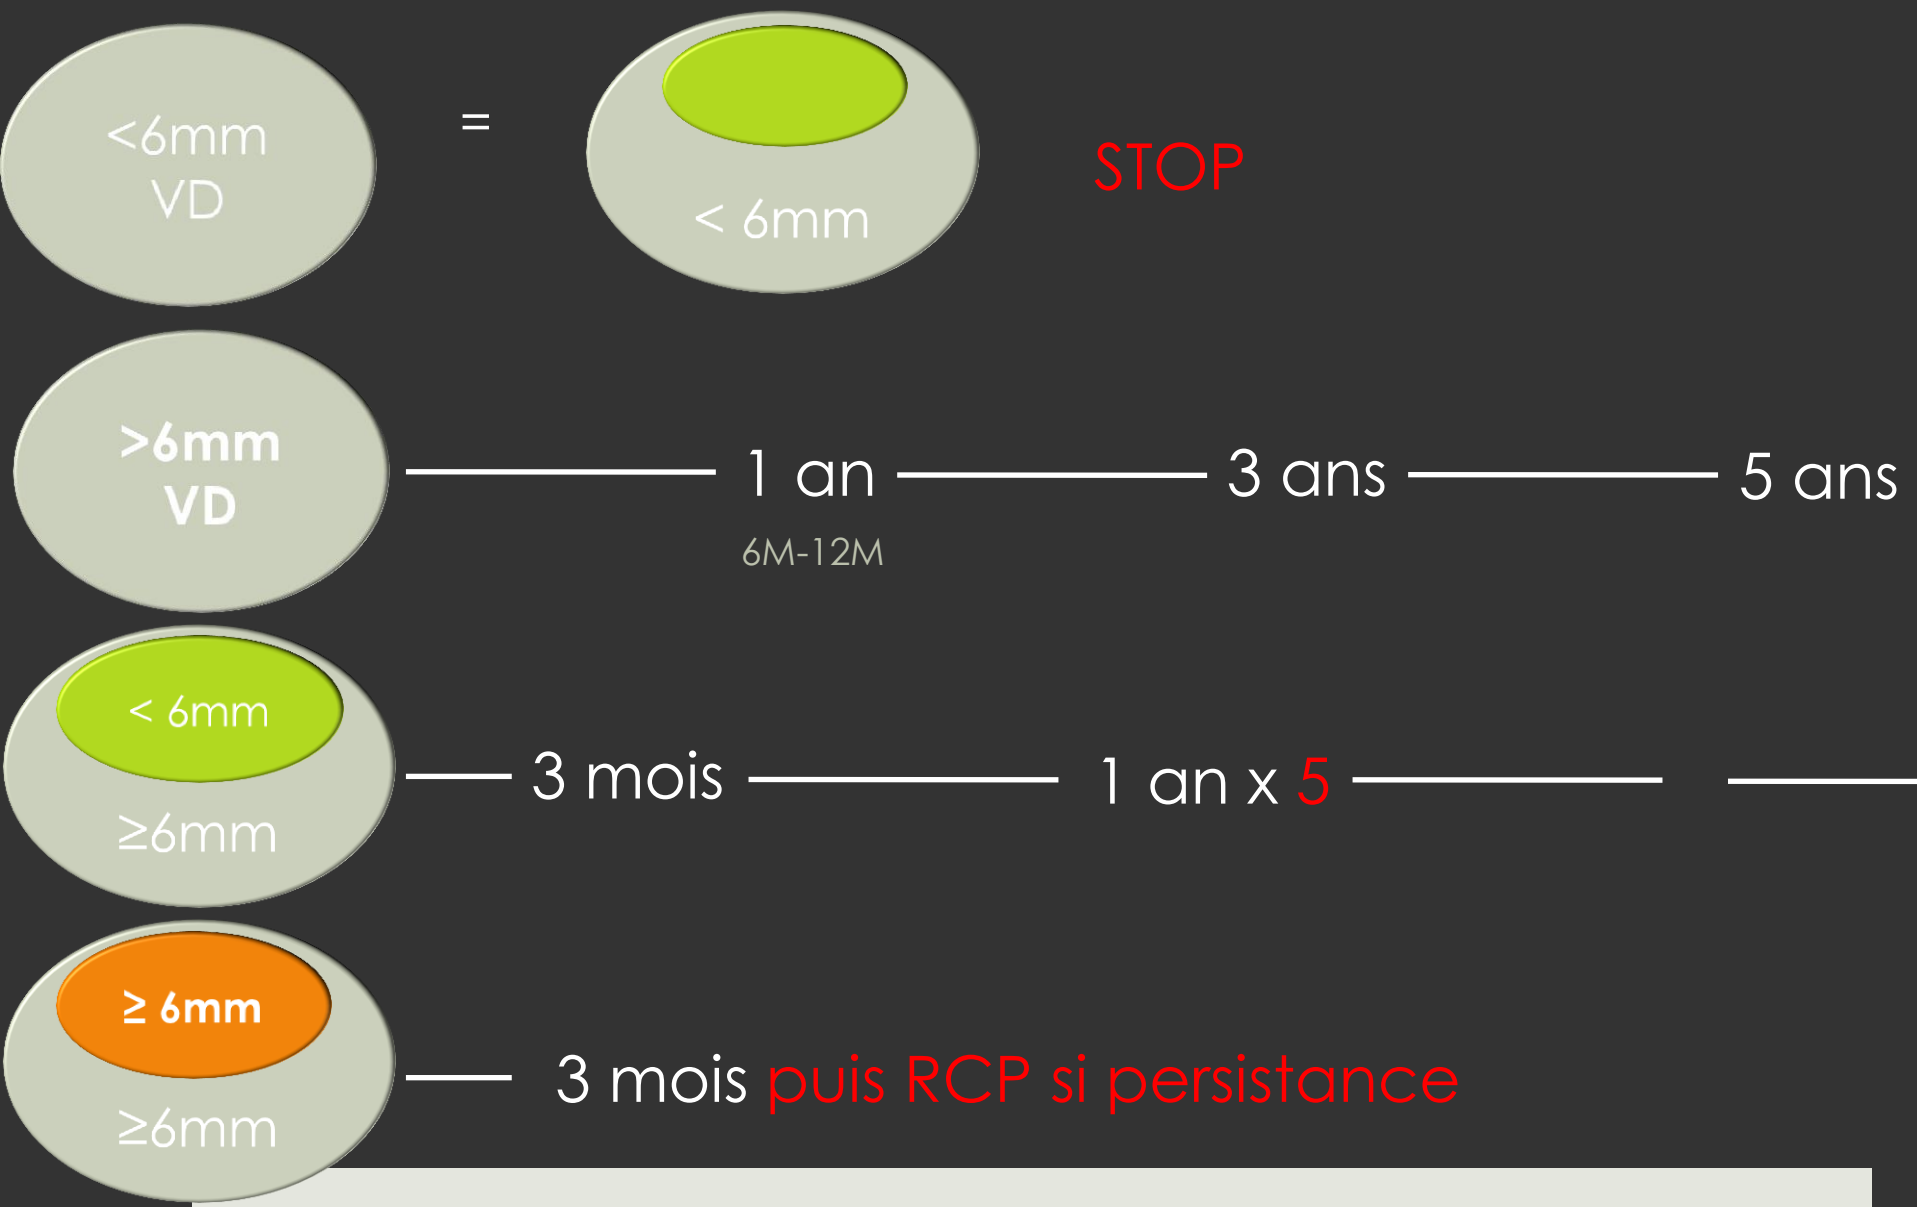 <6mm
VD
=
< 6mm
STOP
>6mm
VD
1 an
3 ans
5 ans
6M-12M
< 6mm
≥6mm
3 mois
1 an x 5
≥ 6mm
≥6mm
3 mois puis RCP si persistance